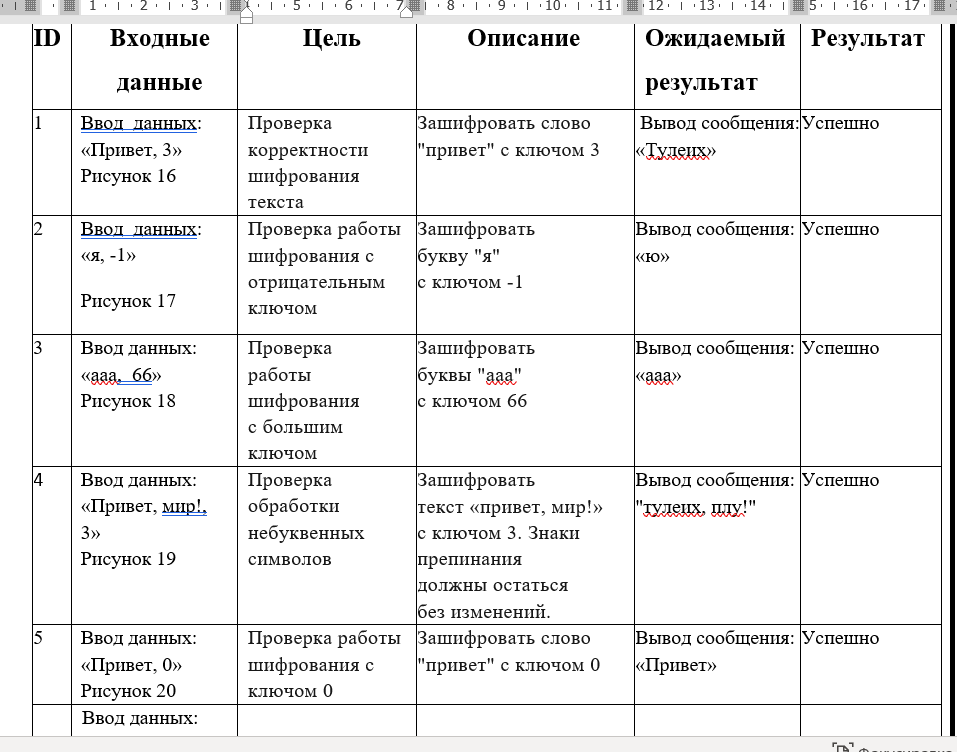 1 2 3 5 6 7 8 9 10 11 12 13 14 5 16 17
ID Входные данные Цель Описание Ожидаемый результат Результат
1
Ввод данных:
«Привет, 3»
Рисунок 16
Проверка
корректности
шифрования
текста
Зашифровать слово
"привет" с ключом 3
Вывод сообщения:
«Тулеих»
Успешно
2
Ввод данных:
«я, -1»
Рисунок 17
Проверка работы
шифрования с
отрицательным
ключом
Зашифровать
букву "я"
с ключом -1
Вывод сообщения:
«ю»
Успешно
3
Ввод данных:
«ааа, 66»
Рисунок 18
Проверка
работы
шифрования
с большим
ключом
Зашифровать
буквы "ааа"
с ключом 66
Вывод сообщения:
«ааа»
Успешно
4
Ввод данных:
«Привет, мир!,
3»
Рисунок 19
Проверка
обработки
небуквенных
символов
Зашифровать
текст «привет, мир!»
с ключом 3. Знаки
препинания
должны остаться
без изменений.
Вывод сообщения:
"тулеих, плу!"
Успешно
5
Ввод данных:
«Привет, 0»
Рисунок 20
Проверка работы
шифрования с
ключом 0
Зашифровать слово
"привет" с ключом 0
Вывод сообщения:
«Привет»
Успешно
Ввод данных: